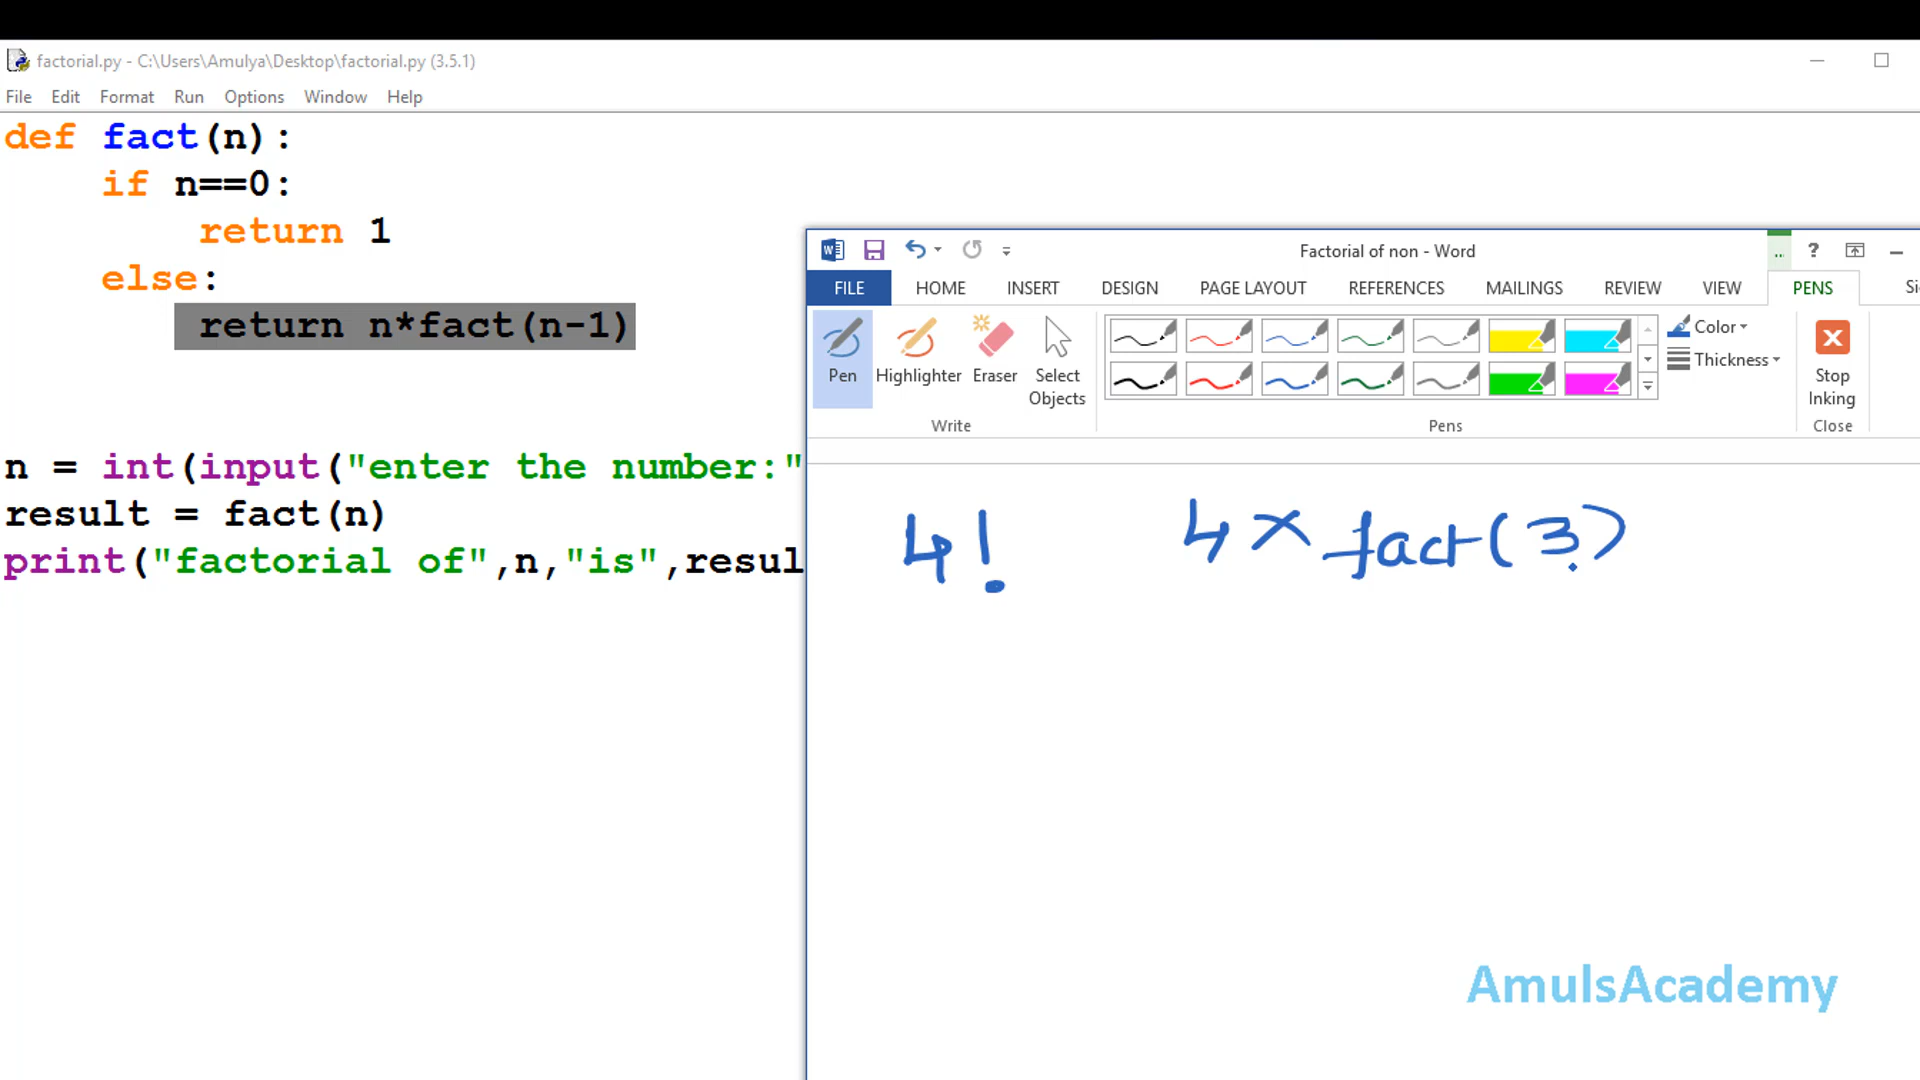 factorial.py - C:\Users\Amulya\Desktop\factorial.py (3.5.1)
File Edit Format Run Options Window Help
def fact(n):
    if n==0:
        return 1
    else:
        return n*fact(n-1)
n = int(input("enter the number:"
result = fact(n)
print("factorial of",n,"is",resul
Factorial of non - Word
... ?
FILE HOME INSERT DESIGN PAGE LAYOUT REFERENCES MAILINGS REVIEW VIEW PENS Si
Pen Highlighter Eraser Select Objects
Color
Thickness
Stop Inking
Write Pens Close
4! 4 × fact(3)
AmulsAcademy